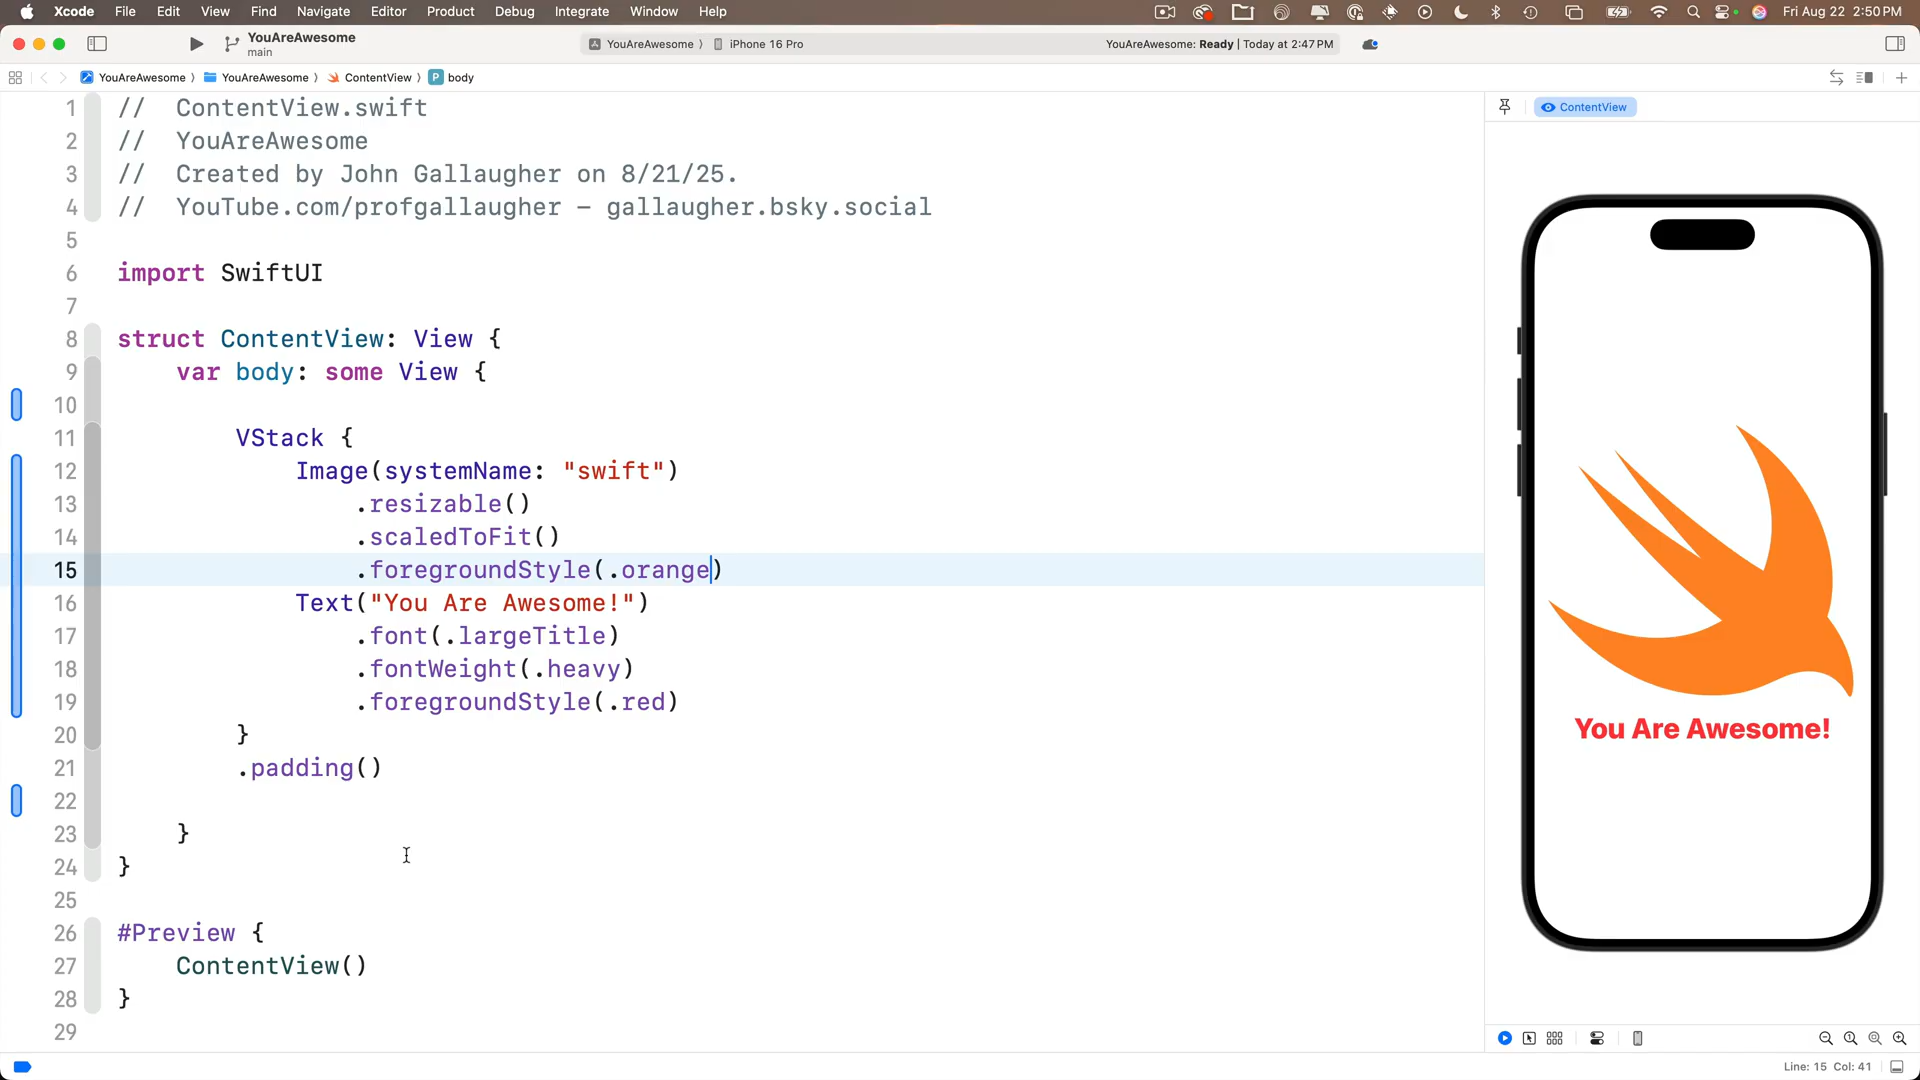 Xcode File Edit View Find Navigate Editor Product Debug Integrate Window Help Fri Aug 22 2:50 PM
YouAreAwesome
main
YouAreAwesome 〉 iPhone 16 Pro YouAreAwesome: Ready | Today at 2:47 PM
YouAreAwesome 〉 YouAreAwesome 〉 ContentView 〉 P body
ContentView
1 // ContentView.swift
2 // YouAreAwesome
3 // Created by John Gallaugher on 8/21/25.
4 // YouTube.com/profgallaugher – gallaugher.bsky.social
5
6 import SwiftUI
7
8 struct ContentView: View {
9 var body: some View {
10
11 VStack {
12 Image(systemName: "swift")
13 .resizable()
14 .scaledToFit()
15 .foregroundStyle(.orange)
16 Text("You Are Awesome!")
17 .font(.largeTitle)
18 .fontWeight(.heavy)
19 .foregroundStyle(.red)
20 }
21 .padding()
22
23 }
24 }
25
26 #Preview {
27 ContentView()
28 }
29
You Are Awesome!
Line: 15 Col: 41